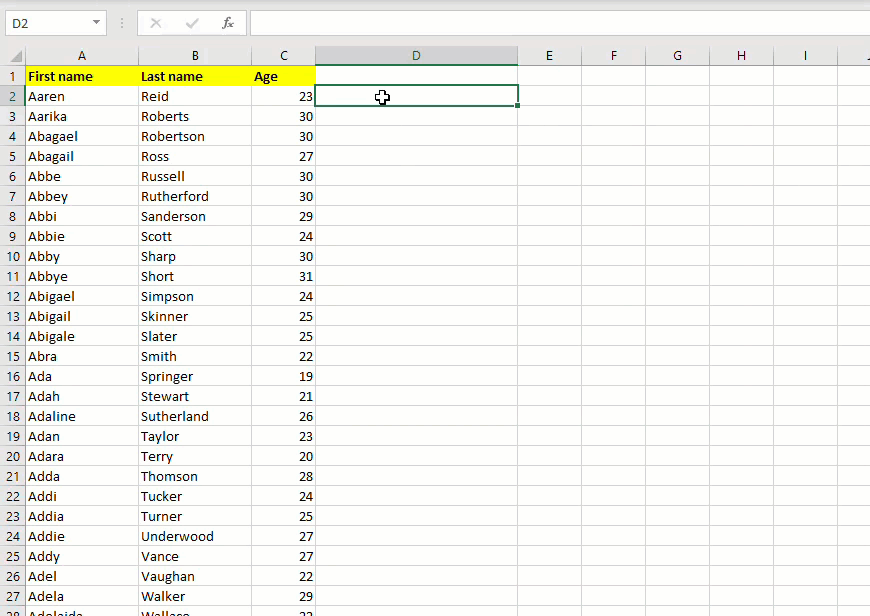 D2
fx
A B C D E F G H I
1 First name Last name Age
2 Aaren Reid 23
3 Aarika Roberts 30
4 Abagael Robertson 30
5 Abagail Ross 27
6 Abbe Russell 30
7 Abbey Rutherford 30
8 Abbi Sanderson 29
9 Abbie Scott 24
10 Abby Sharp 30
11 Abbye Short 31
12 Abigael Simpson 24
13 Abigail Skinner 25
14 Abigale Slater 25
15 Abra Smith 22
16 Ada Springer 19
17 Adah Stewart 21
18 Adaline Sutherland 26
19 Adan Taylor 23
20 Adara Terry 20
21 Adda Thomson 28
22 Addi Tucker 24
23 Addia Turner 25
24 Addie Underwood 27
25 Addy Vance 27
26 Adel Vaughan 22
27 Adela Walker 29
28 Adelaida Wallace